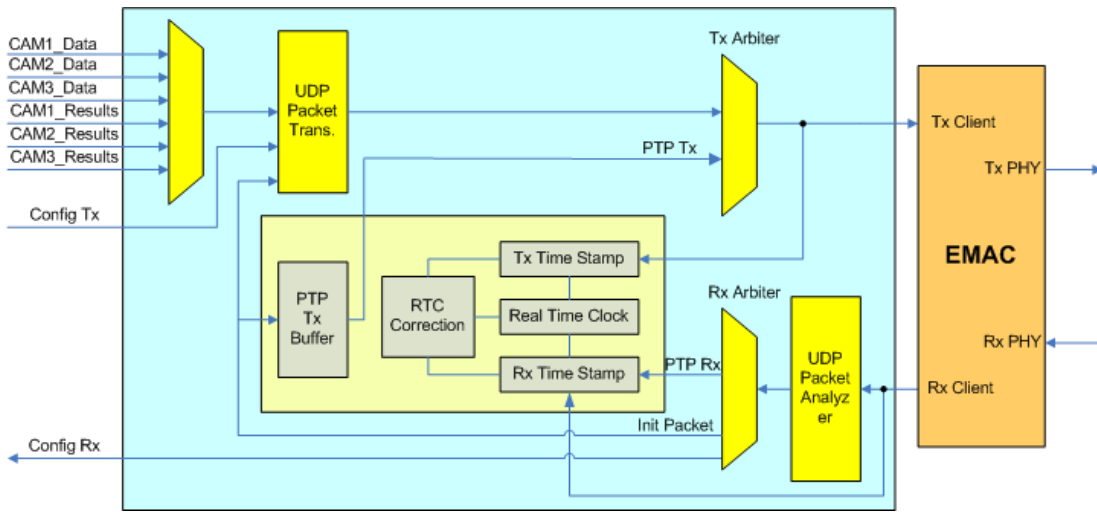 CAM1_Data
CAM2_Data
CAM3_Data
CAM1_Results
CAM2_Results
CAM3_Results
Config Tx
UDP
Packet
Trans.
Tx Arbiter
PTP Tx
Tx Client
Tx PHY
EMAC
Rx PHY
Rx Client
PTP
Tx
Buffer
RTC
Correction
Tx Time Stamp
Real Time Clock
Rx Time Stamp
Rx Arbiter
PTP Rx
UDP
Packet
Analyz
er
Init Packet
Config Rx